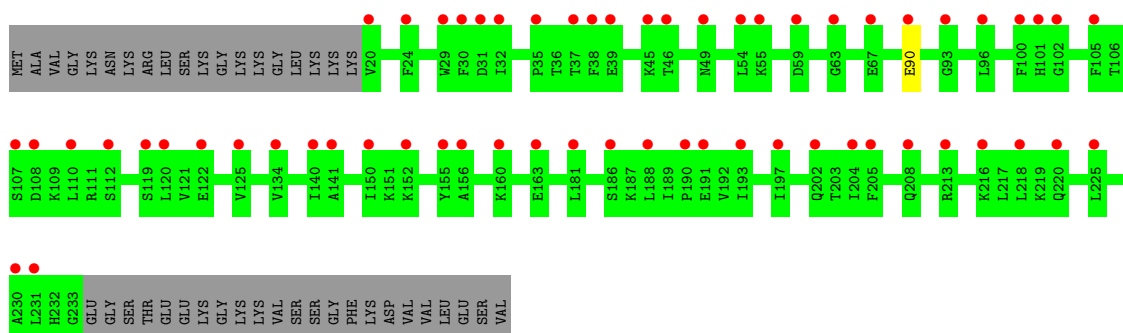 MET ALA VAL GLY LYS ASN LYS ARG LEU SER LYS GLY LYS LYS GLY LEU LYS LYS LYS V20 F24 W29 F30 D31 I32 P35 T36 T37 F38 E39 K45 T46 N49 L54 K55 D59 G63 E67 E90 G93 L96 F100 H101 G102 F105 T106
S107 D108 K109 L110 R111 S112 S119 L120 V121 E122 V125 V134 I140 A141 I150 K151 K152 Y155 A156 K160 E163 L181 S186 K187 L188 I189 P190 E191 V192 I193 I197 Q202 T203 I204 F205 Q208 R213 K216 L217 L218 K219 Q220 L225
A230 L231 H232 G233 GLU GLY SER THR GLU GLU LYS GLY LYS LYS VAL SER SER GLY PHE LYS ASP VAL VAL LEU GLU SER VAL